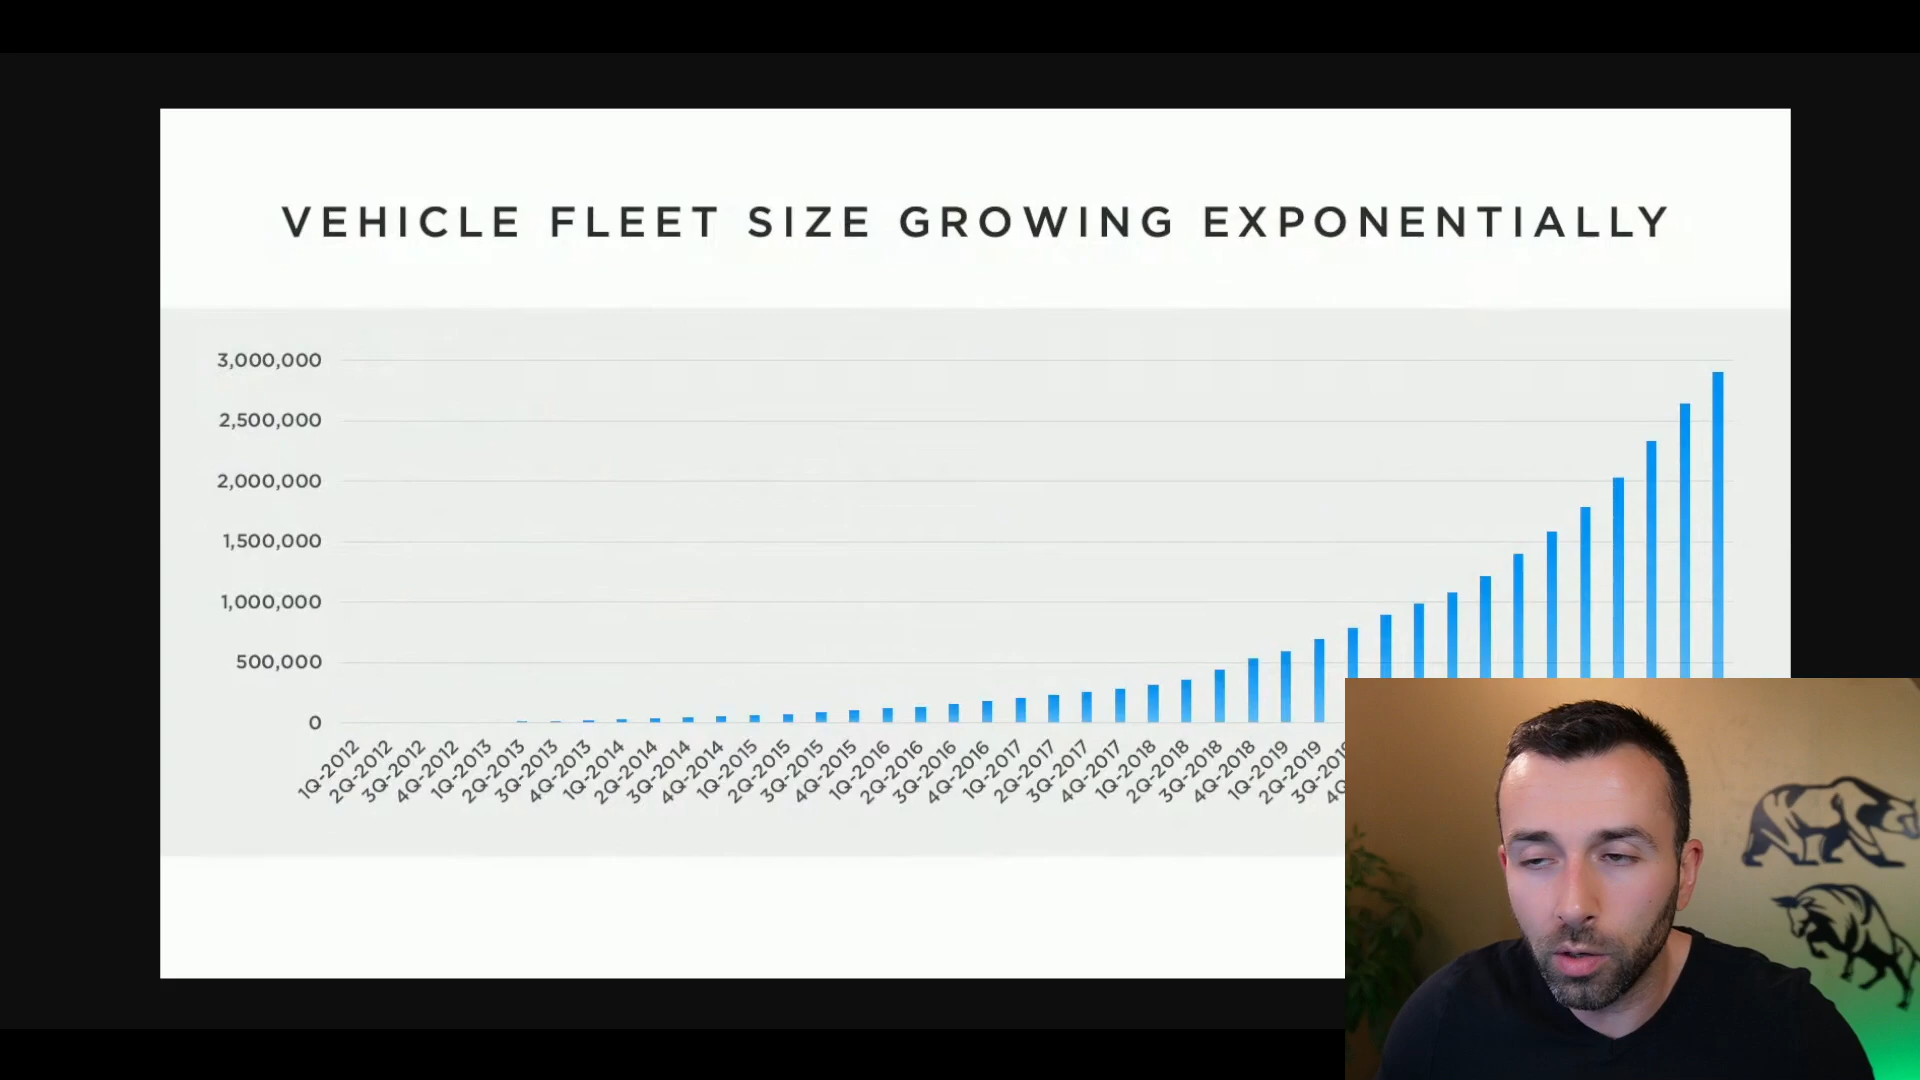 VEHICLE FLEET SIZE GROWING EXPONENTIALLY
3,000,000
2,500,000
2,000,000
1,500,000
1,000,000
500,000
0
1Q-2012
2Q-2012
3Q-2012
4Q-2012
1Q-2013
2Q-2013
3Q-2013
4Q-2013
1Q-2014
2Q-2014
3Q-2014
4Q-2014
1Q-2015
2Q-2015
3Q-2015
4Q-2015
1Q-2016
2Q-2016
3Q-2016
4Q-2016
1Q-2017
2Q-2017
3Q-2017
4Q-2017
1Q-2018
2Q-2018
3Q-2018
4Q-2018
1Q-2019
2Q-2019
3Q-2019